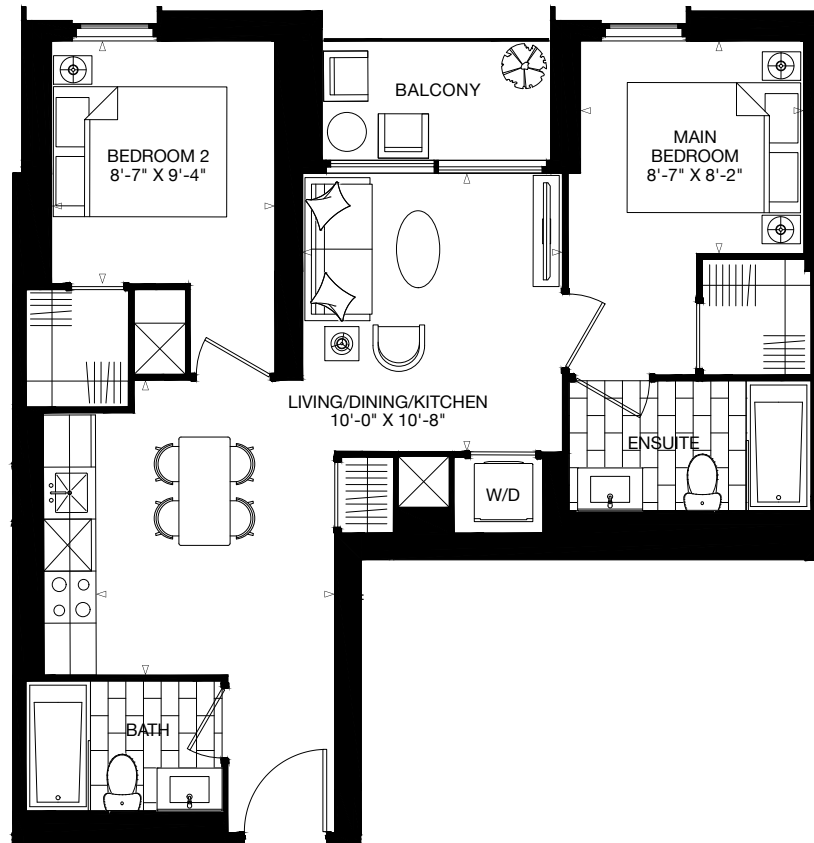 BALCONY
BEDROOM 2
8'-7" X 9'-4"
MAIN
BEDROOM
8'-7" X 8'-2"
LIVING/DINING/KITCHEN
10'-0" X 10'-8"
ENSUITE
W/D
BATH